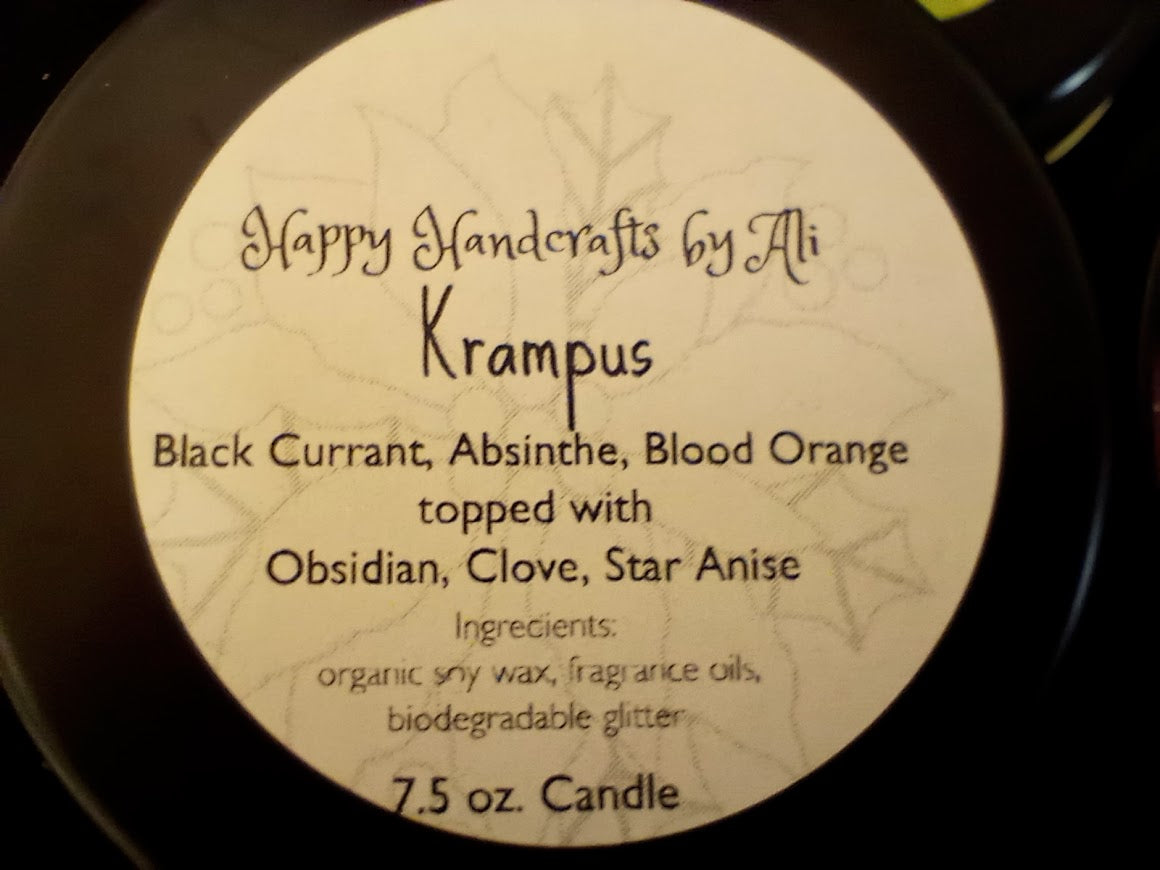 Happy Handcrafts by Ali
Krampus
Black Currant, Absinthe, Blood Orange
topped with
Obsidian, Clove, Star Anise
Ingredients:
organic soy wax, fragrance oils,
biodegradable glitter
7.5 oz. Candle